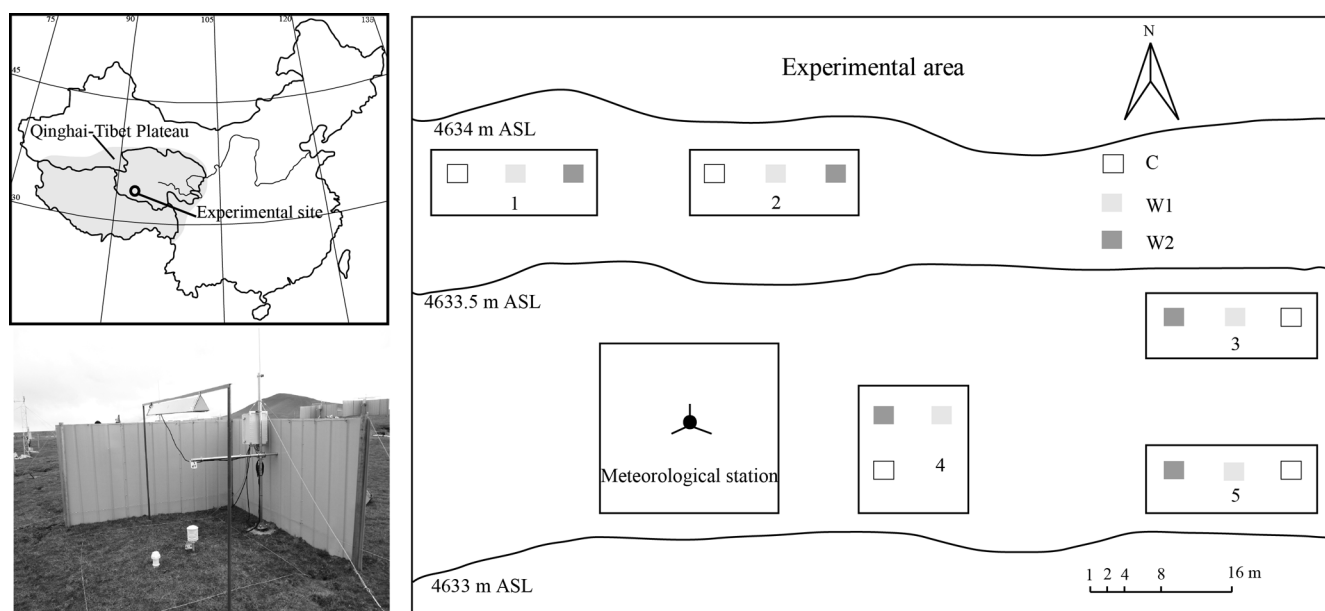 75
90
105
120
135
45
30
Qinghai-Tibet Plateau
Experimental site
Experimental area
N
4634 m ASL
C
W1
W2
1
2
4633.5 m ASL
3
Meteorological station
4
5
4633 m ASL
1 2 4 8 16 m